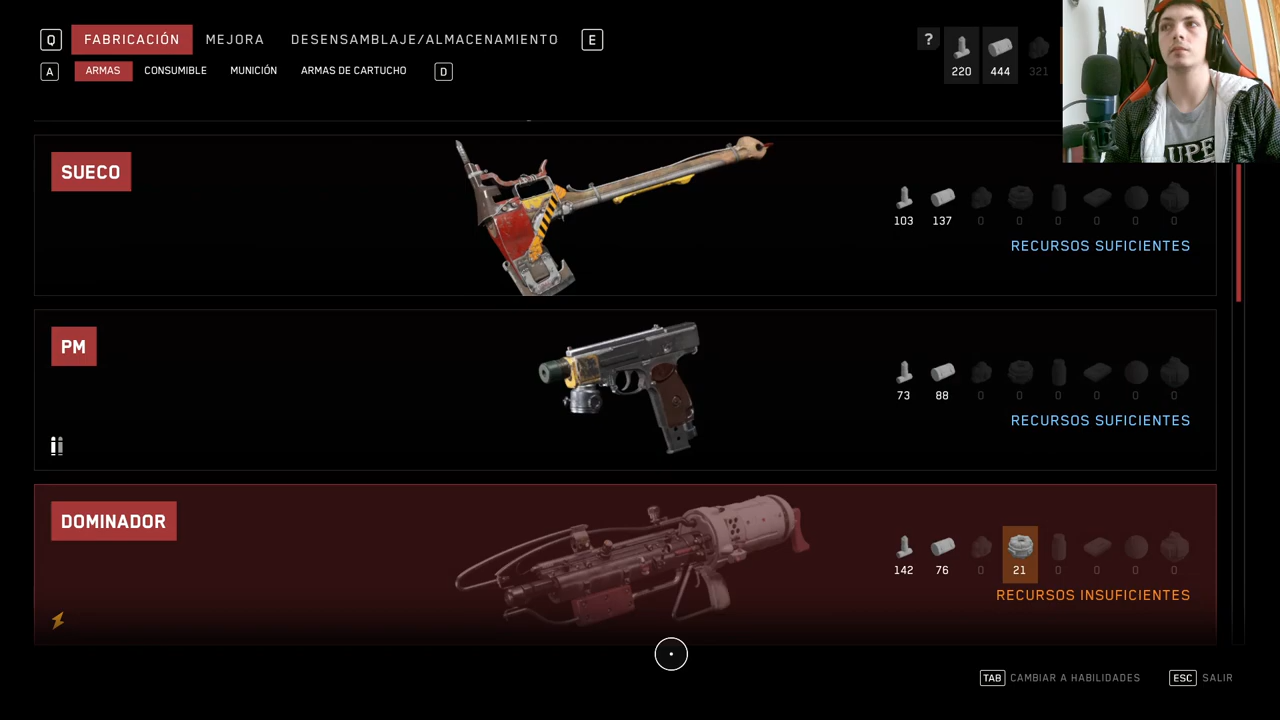 Q FABRICACIÓN MEJORA DESENSAMBLAJE/ALMACENAMIENTO E
A ARMAS CONSUMIBLE MUNICIÓN ARMAS DE CARTUCHO D
?
220 444 321
SUECO
103 137 0 0 0 0 0 0
RECURSOS SUFICIENTES
PM
73 88 0 0 0 0 0 0
RECURSOS SUFICIENTES
DOMINADOR
142 76 0 21 0 0 0 0
RECURSOS INSUFICIENTES
TAB CAMBIAR A HABILIDADES ESC SALIR